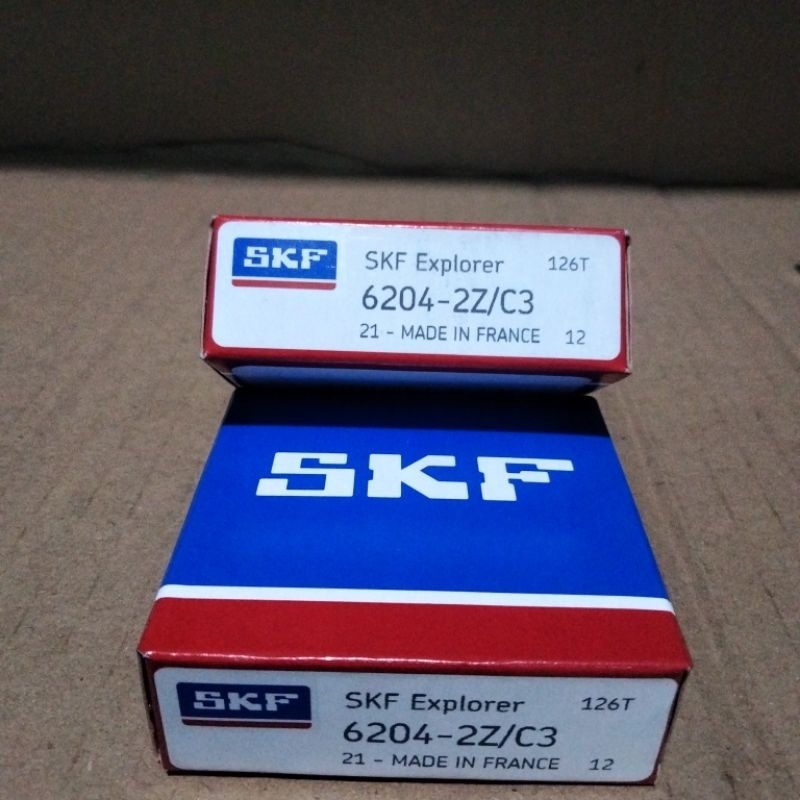 SKF
SKF Explorer 126T
6204-2Z/C3
21 - MADE IN FRANCE 12
SKF
SKF
SKF Explorer 126T
6204-2Z/C3
21 - MADE IN FRANCE 12